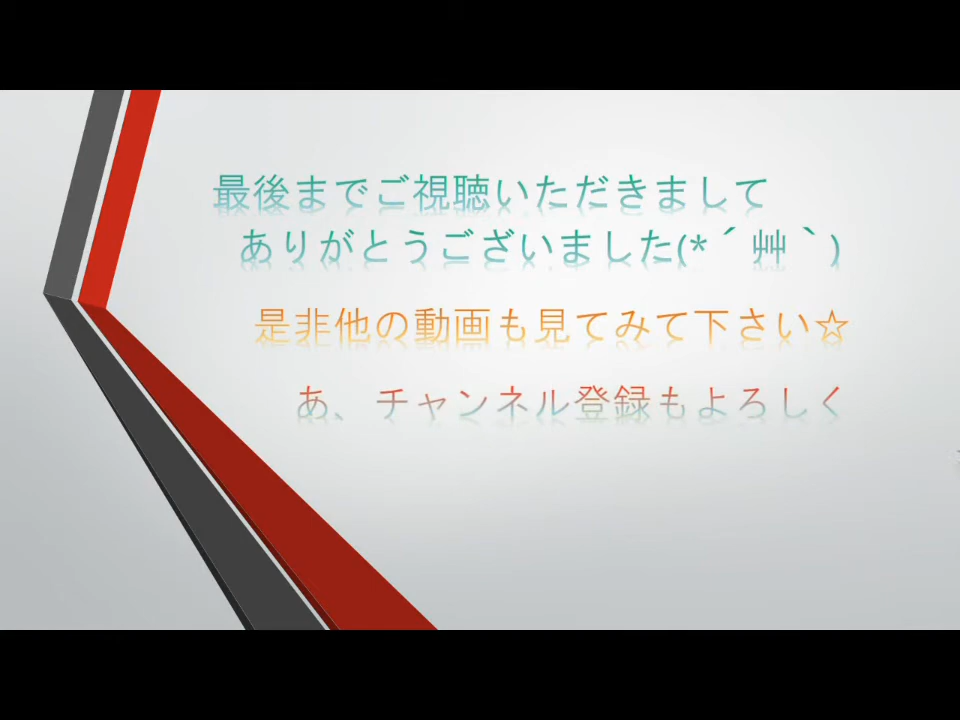 最後までご視聴いただきまして
ありがとうございました(*´艸｀)
是非他の動画も見てみて下さい☆
あ、チャンネル登録もよろしく